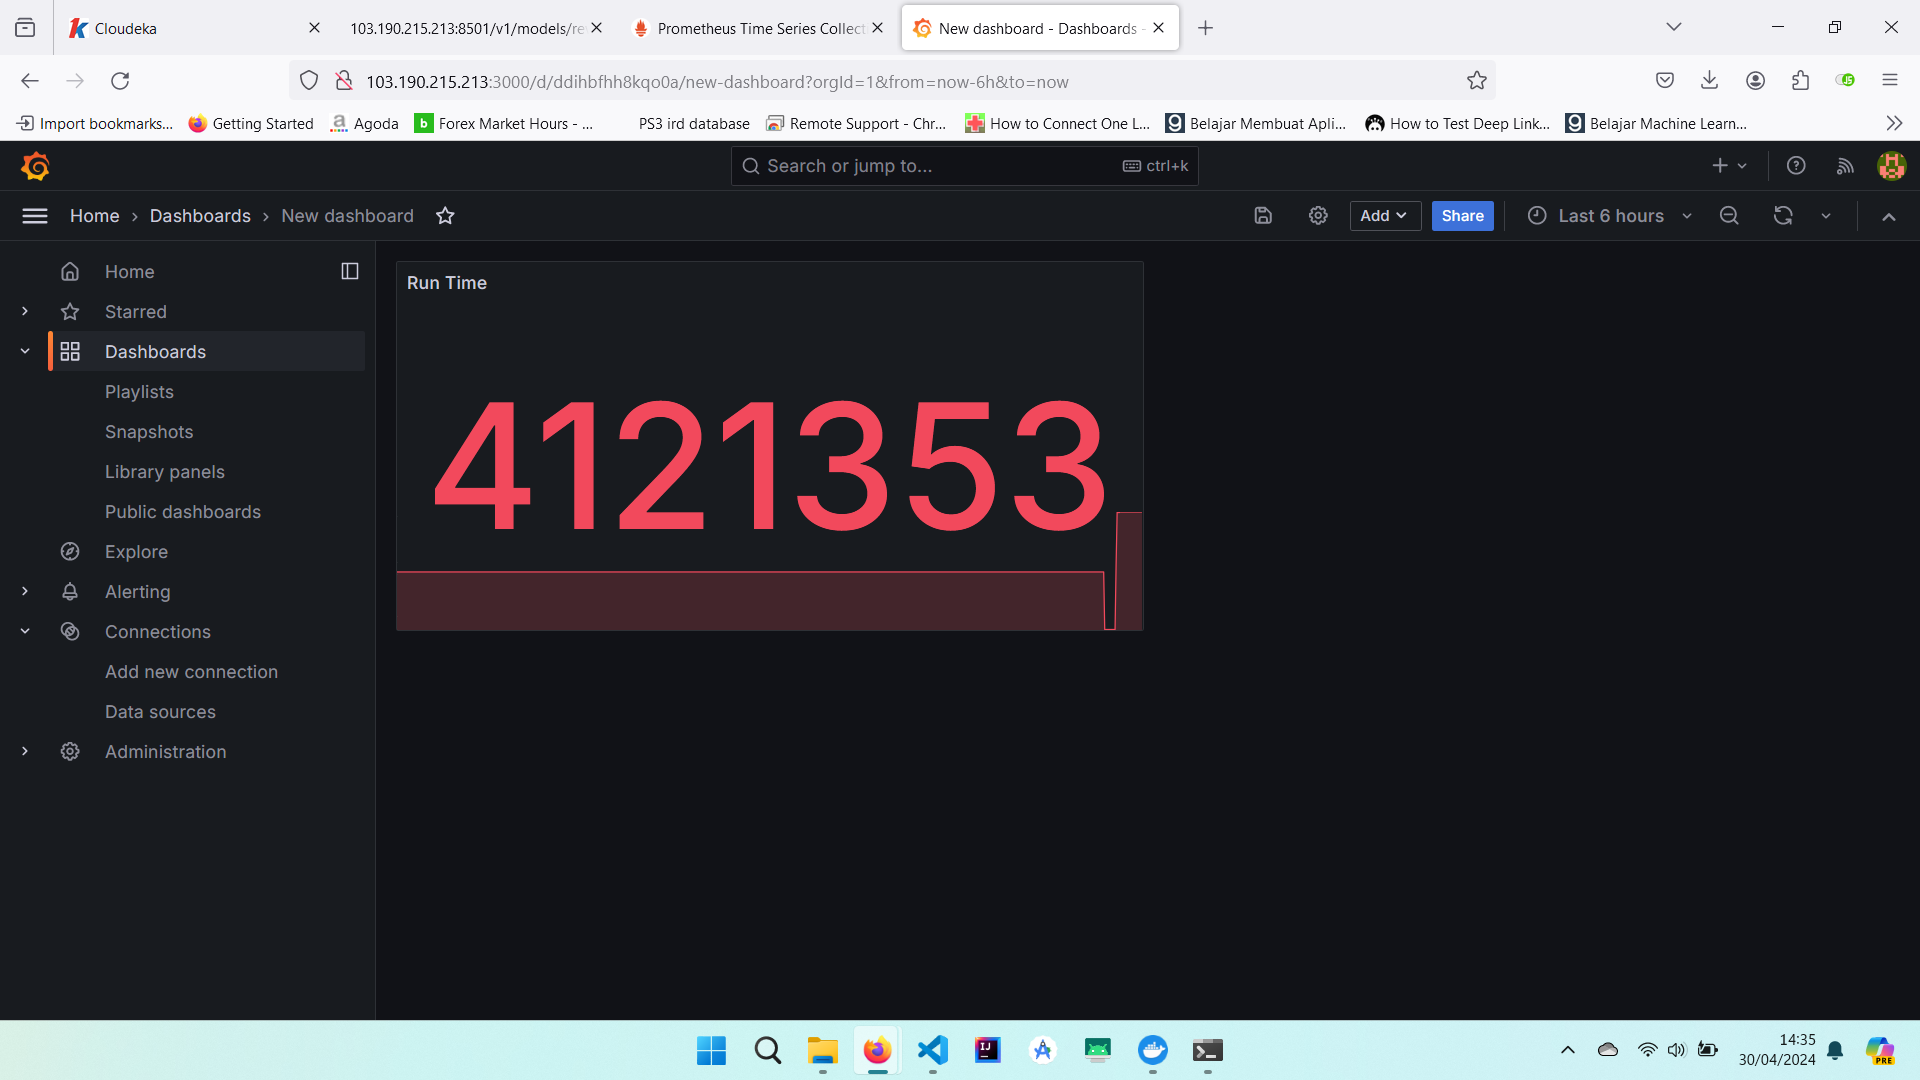 Cloudeka
103.190.215.213:8501/v1/models/re
Prometheus Time Series Collect
New dashboard - Dashboards -
103.190.215.213:3000/d/ddihbfhh8kqo0a/new-dashboard?orgId=1&from=now-6h&to=now
Import bookmarks...
Getting Started
Agoda
Forex Market Hours - ...
PS3 ird database
Remote Support - Chr...
How to Connect One L...
Belajar Membuat Apli...
How to Test Deep Link...
Belajar Machine Learn...
Search or jump to...
ctrl+k
Home
Dashboards
New dashboard
Add
Share
Last 6 hours
Home
Starred
Dashboards
Playlists
Snapshots
Library panels
Public dashboards
Explore
Alerting
Connections
Add new connection
Data sources
Administration
Run Time
4121353
14:35
30/04/2024
PRE